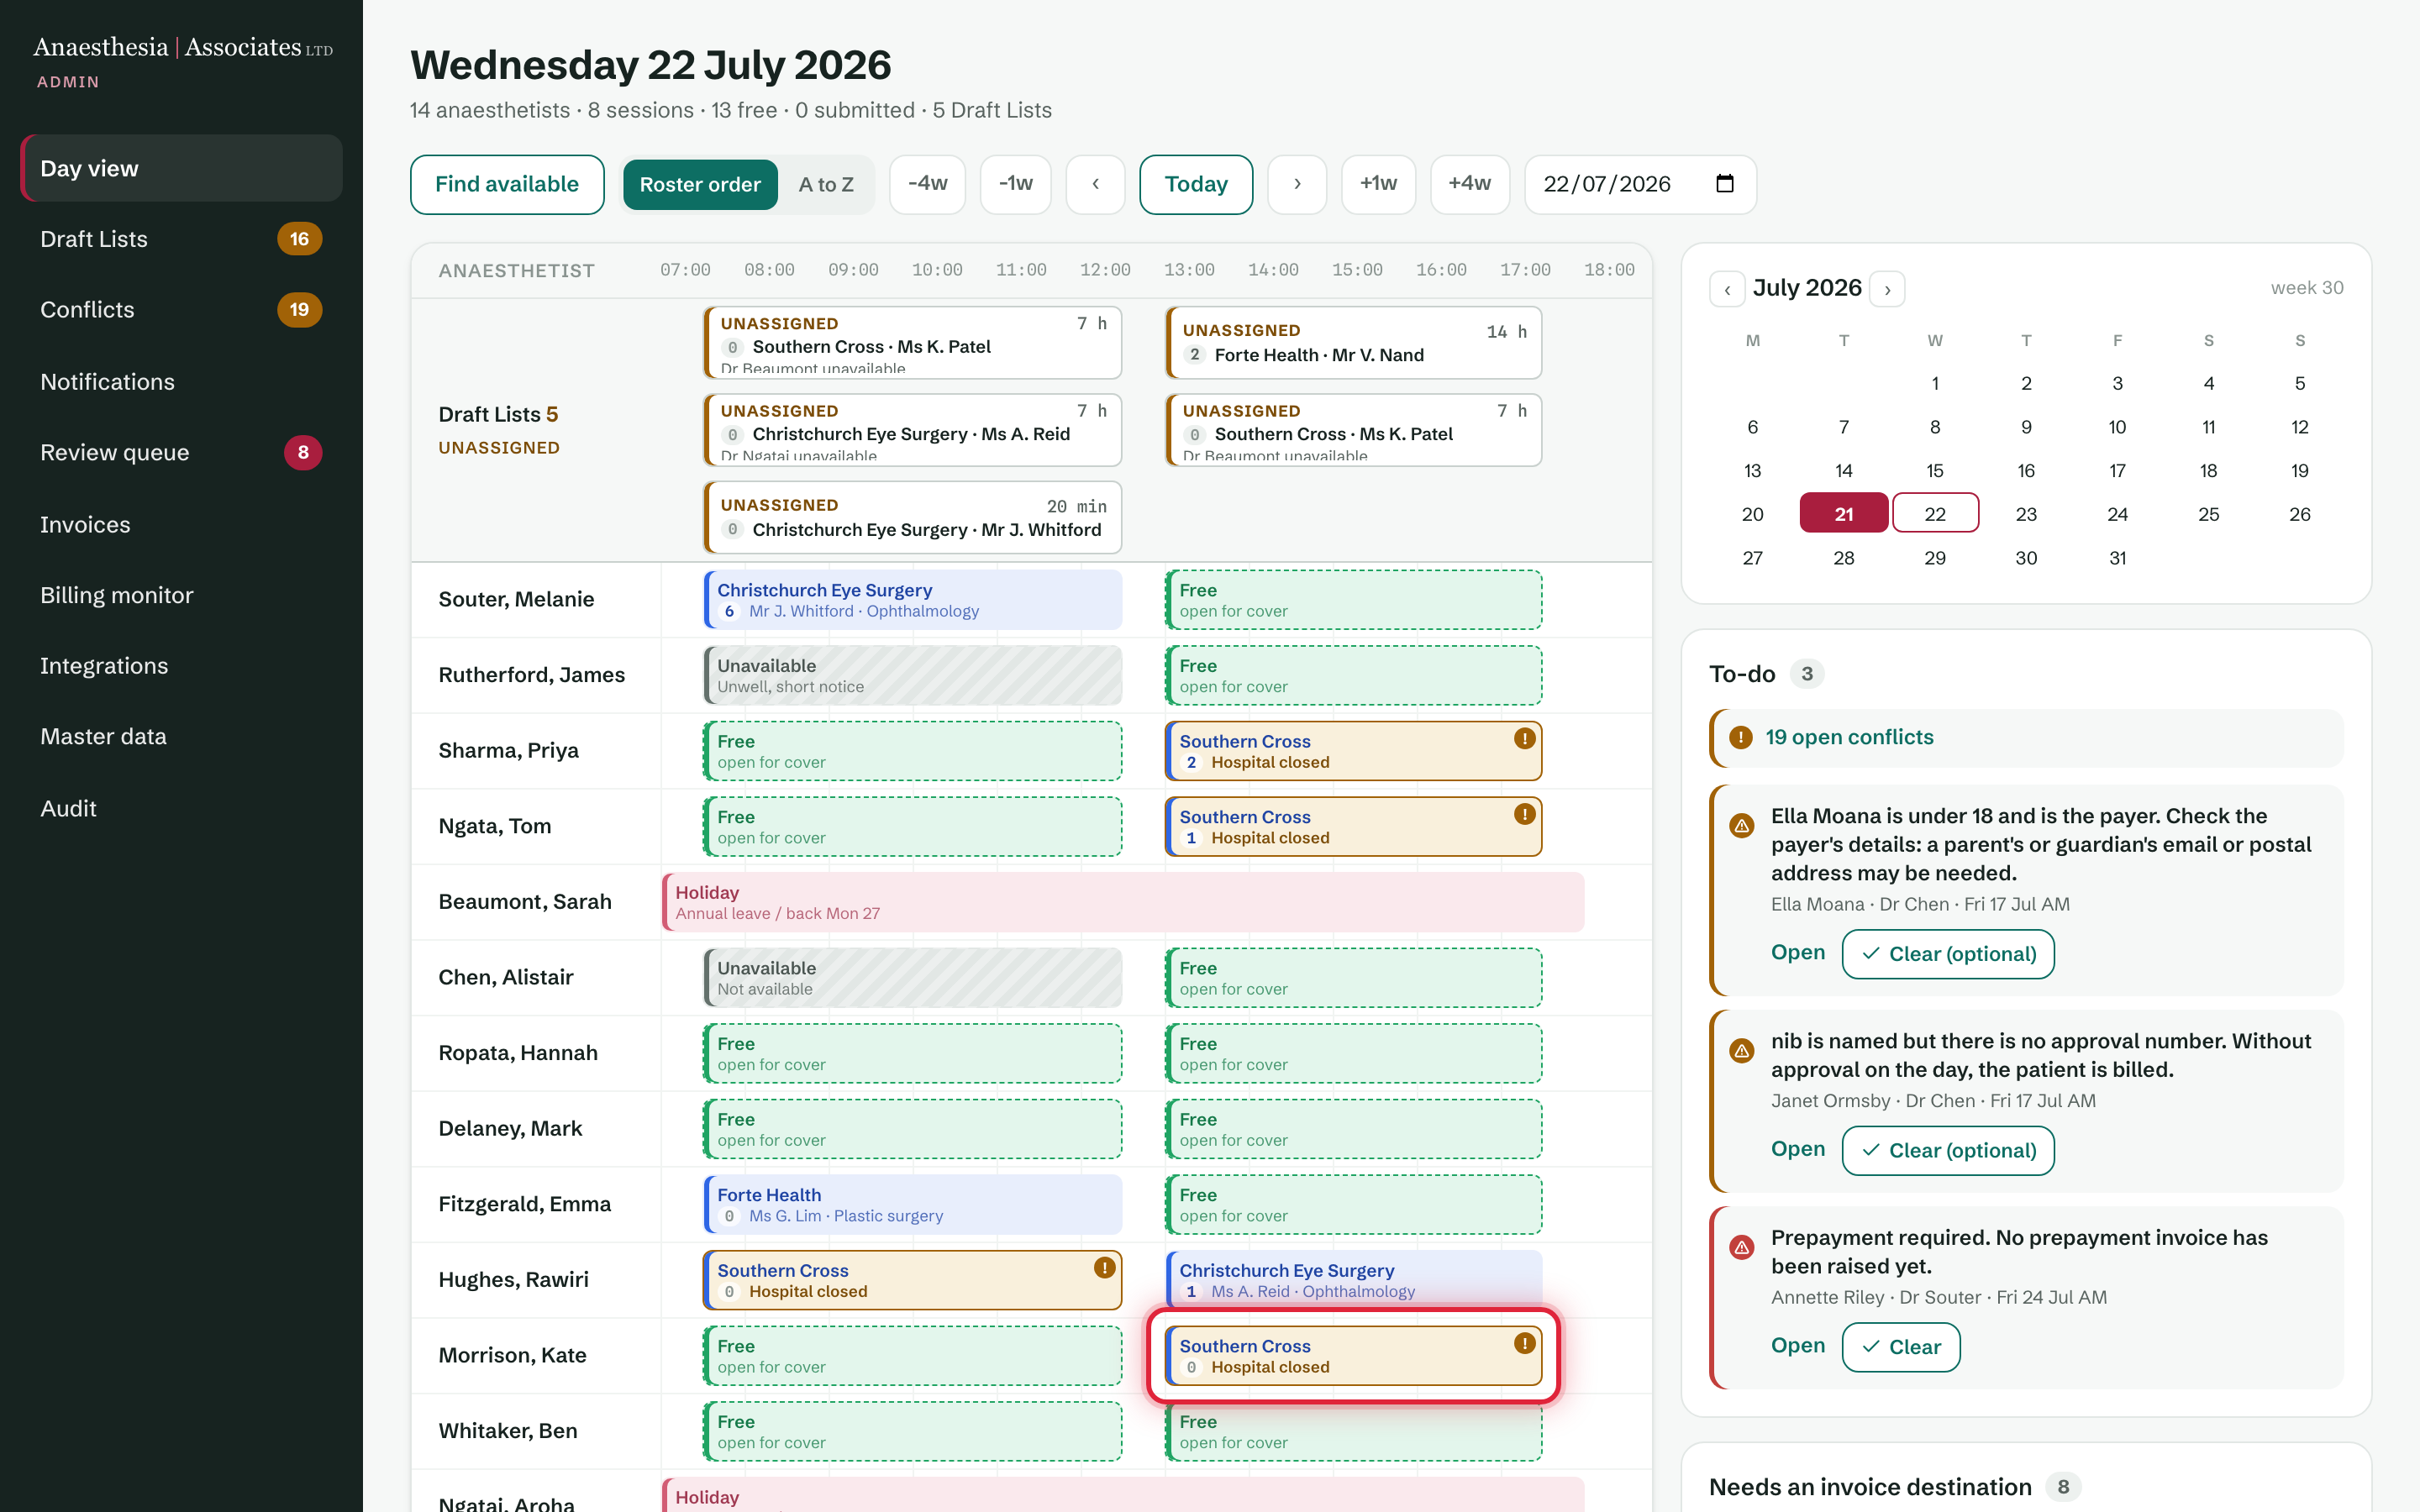 Anaesthesia | Associates LTD
ADMIN
Day view
Draft Lists 16
Conflicts 19
Notifications
Review queue 8
Invoices
Billing monitor
Integrations
Master data
Audit
Wednesday 22 July 2026
14 anaesthetists · 8 sessions · 13 free · 0 submitted · 5 Draft Lists
Find available Roster order A to Z -4w -1w ‹ Today › +1w +4w 22/07/2026
ANAESTHETIST 07:00 08:00 09:00 10:00 11:00 12:00 13:00 14:00 15:00 16:00 17:00 18:00
Draft Lists 5
UNASSIGNED
UNASSIGNED 7 h
0 Southern Cross · Ms K. Patel
Dr Beaumont unavailable
UNASSIGNED 14 h
2 Forte Health · Mr V. Nand
UNASSIGNED 7 h
0 Christchurch Eye Surgery · Ms A. Reid
Dr Ngatai unavailable
UNASSIGNED 7 h
0 Southern Cross · Ms K. Patel
Dr Beaumont unavailable
UNASSIGNED 20 min
0 Christchurch Eye Surgery · Mr J. Whitford
Souter, Melanie
Christchurch Eye Surgery
6 Mr J. Whitford · Ophthalmology
Free
open for cover
Rutherford, James
Unavailable
Unwell, short notice
Free
open for cover
Sharma, Priya
Free
open for cover
Southern Cross !
2 Hospital closed
Ngata, Tom
Free
open for cover
Southern Cross !
1 Hospital closed
Beaumont, Sarah
Holiday
Annual leave / back Mon 27
Chen, Alistair
Unavailable
Not available
Free
open for cover
Ropata, Hannah
Free
open for cover
Free
open for cover
Delaney, Mark
Free
open for cover
Free
open for cover
Fitzgerald, Emma
Forte Health
0 Ms G. Lim · Plastic surgery
Free
open for cover
Hughes, Rawiri
Southern Cross !
0 Hospital closed
Christchurch Eye Surgery
1 Ms A. Reid · Ophthalmology
Morrison, Kate
Free
open for cover
Southern Cross !
0 Hospital closed
Whitaker, Ben
Free
open for cover
Free
open for cover
Ngatai, Aroha
Holiday
‹ July 2026 › week 30
M T W T F S S
1 2 3 4 5
6 7 8 9 10 11 12
13 14 15 16 17 18 19
20 21 22 23 24 25 26
27 28 29 30 31
To-do 3
! 19 open conflicts
Ella Moana is under 18 and is the payer. Check the
payer's details: a parent's or guardian's email or postal
address may be needed.
Ella Moana · Dr Chen · Fri 17 Jul AM
Open ✓ Clear (optional)
nib is named but there is no approval number. Without
approval on the day, the patient is billed.
Janet Ormsby · Dr Chen · Fri 17 Jul AM
Open ✓ Clear (optional)
Prepayment required. No prepayment invoice has
been raised yet.
Annette Riley · Dr Souter · Fri 24 Jul AM
Open ✓ Clear
Needs an invoice destination 8